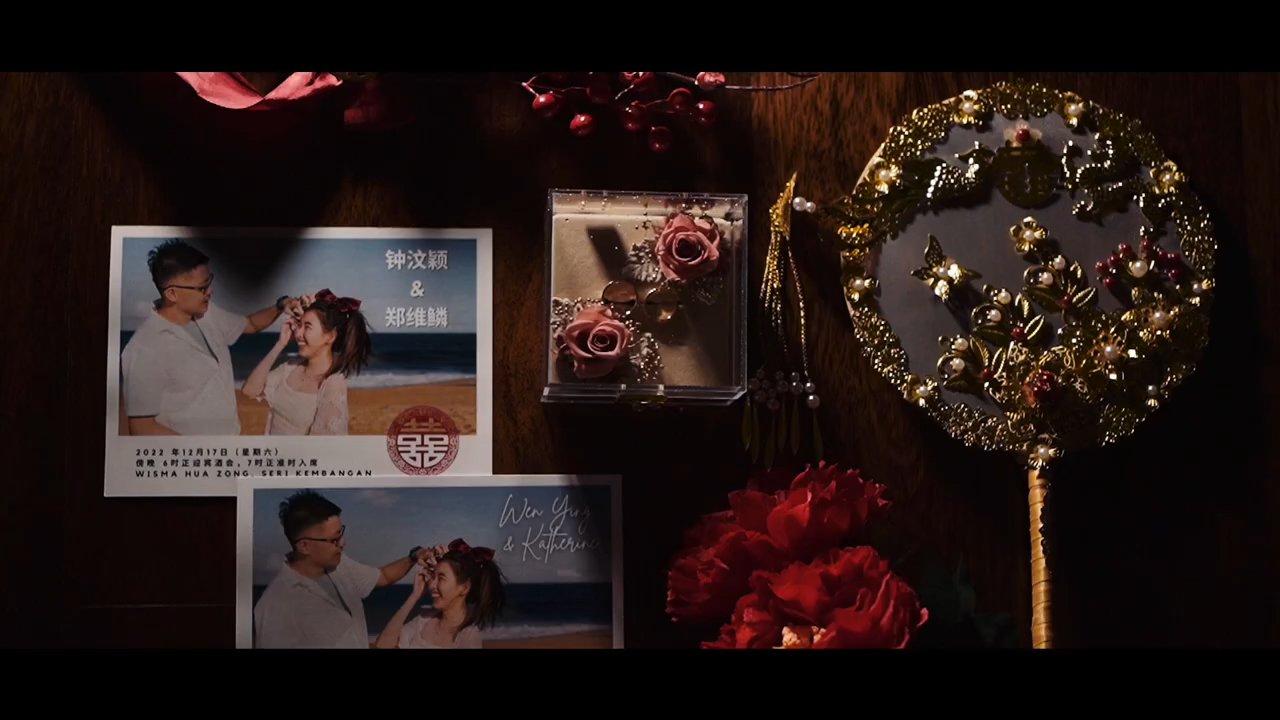 钟汶颖
&
郑维鳞
囍
2022 年12月17日 (星期六)
傍晚 6时正迎宾酒会, 7时正准时入席
WISMA HUA ZONG, SERI KEMBANGAN
Wen Ying
& Katherine